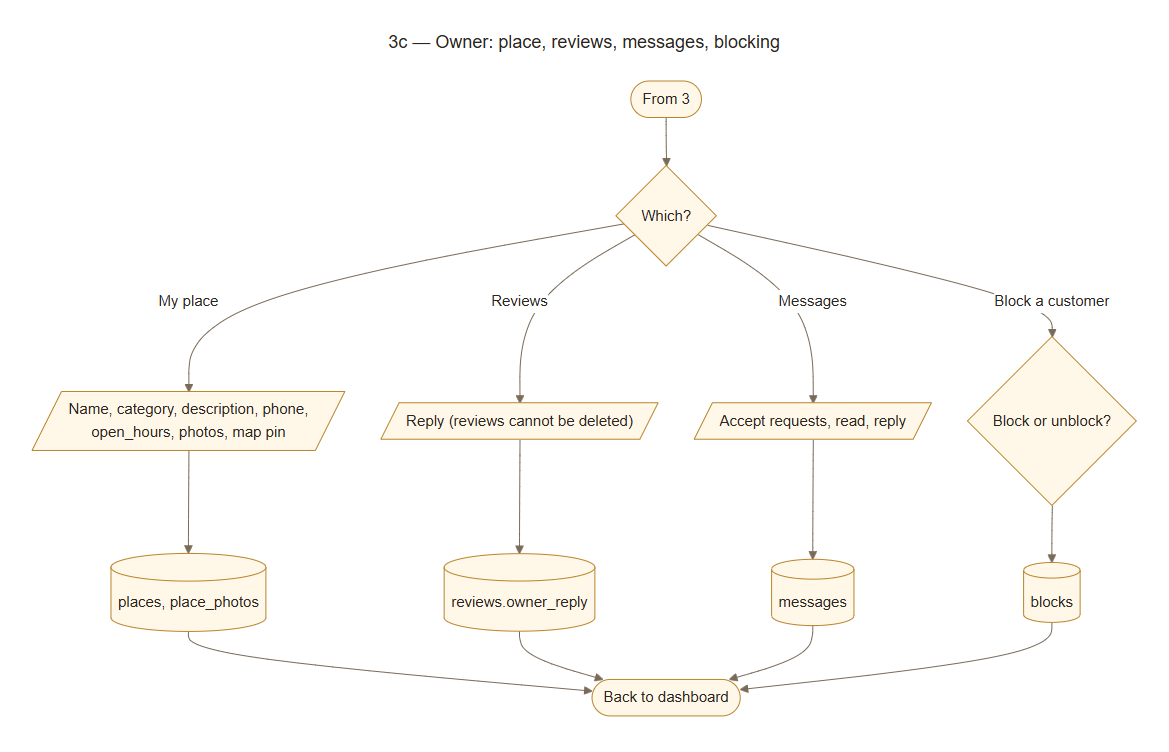 3c — Owner: place, reviews, messages, blocking
From 3
Which?
My place
Reviews
Messages
Block a customer
Name, category, description, phone,
open_hours, photos, map pin
Reply (reviews cannot be deleted)
Accept requests, read, reply
Block or unblock?
places, place_photos
reviews.owner_reply
messages
blocks
Back to dashboard